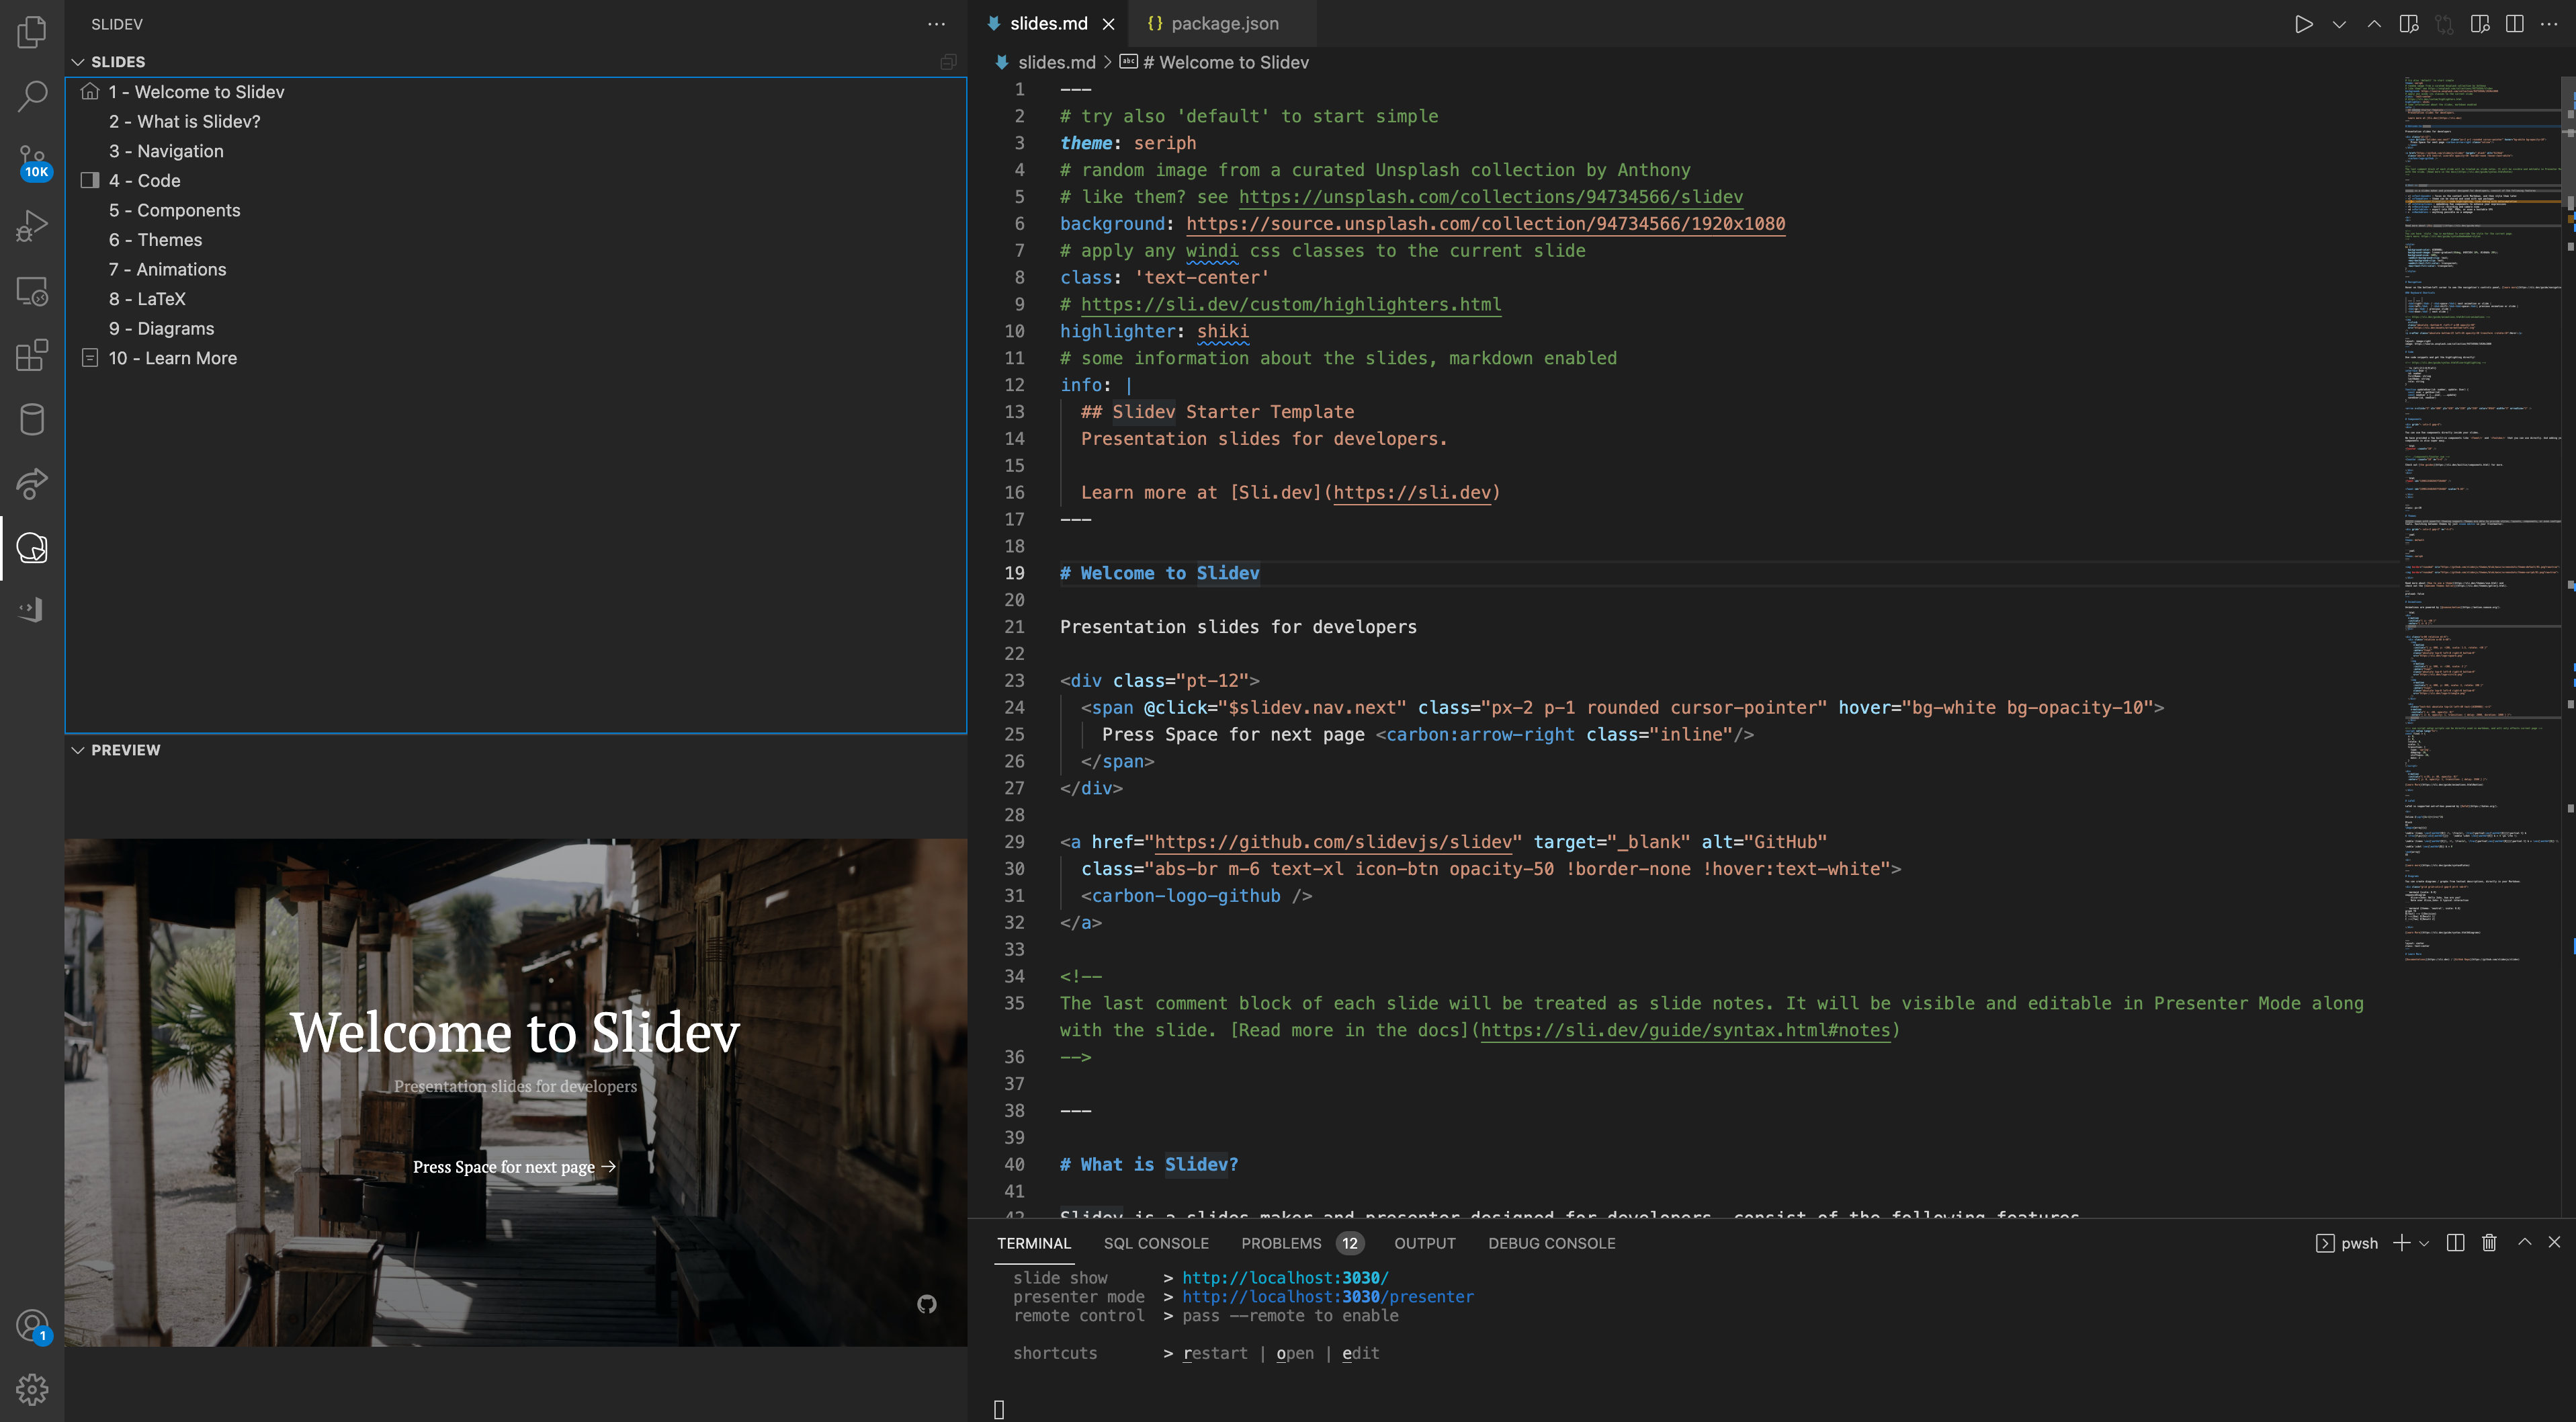 SLIDEV
SLIDES
1 - Welcome to Slidev
2 - What is Slidev?
3 - Navigation
4 - Code
5 - Components
6 - Themes
7 - Animations
8 - LaTeX
9 - Diagrams
10 - Learn More
10K
1
PREVIEW
Welcome to Slidev
Presentation slides for developers
Press Space for next page →
slides.md
{} package.json
slides.md > abc # Welcome to Slidev
1 ---
2 # try also 'default' to start simple
3 theme: seriph
4 # random image from a curated Unsplash collection by Anthony
5 # like them? see https://unsplash.com/collections/94734566/slidev
6 background: https://source.unsplash.com/collection/94734566/1920x1080
7 # apply any windi css classes to the current slide
8 class: 'text-center'
9 # https://sli.dev/custom/highlighters.html
10 highlighter: shiki
11 # some information about the slides, markdown enabled
12 info: |
13 ## Slidev Starter Template
14 Presentation slides for developers.
15
16 Learn more at [Sli.dev](https://sli.dev)
17 ---
18
19 # Welcome to Slidev
20
21 Presentation slides for developers
22
23 <div class="pt-12">
24 <span @click="$slidev.nav.next" class="px-2 p-1 rounded cursor-pointer" hover="bg-white bg-opacity-10">
25 Press Space for next page <carbon:arrow-right class="inline"/>
26 </span>
27 </div>
28
29 <a href="https://github.com/slidevjs/slidev" target="_blank" alt="GitHub"
30 class="abs-br m-6 text-xl icon-btn opacity-50 !border-none !hover:text-white">
31 <carbon-logo-github />
32 </a>
33
34 <!--
35 The last comment block of each slide will be treated as slide notes. It will be visible and editable in Presenter Mode along
with the slide. [Read more in the docs](https://sli.dev/guide/syntax.html#notes)
36 -->
37
38 ---
39
40 # What is Slidev?
41
42 Slidev is a slides maker and presenter designed for developers, consist of the following features
TERMINAL SQL CONSOLE PROBLEMS 12 OUTPUT DEBUG CONSOLE
pwsh
slide show > http://localhost:3030/
presenter mode > http://localhost:3030/presenter
remote control > pass --remote to enable
shortcuts > restart | open | edit